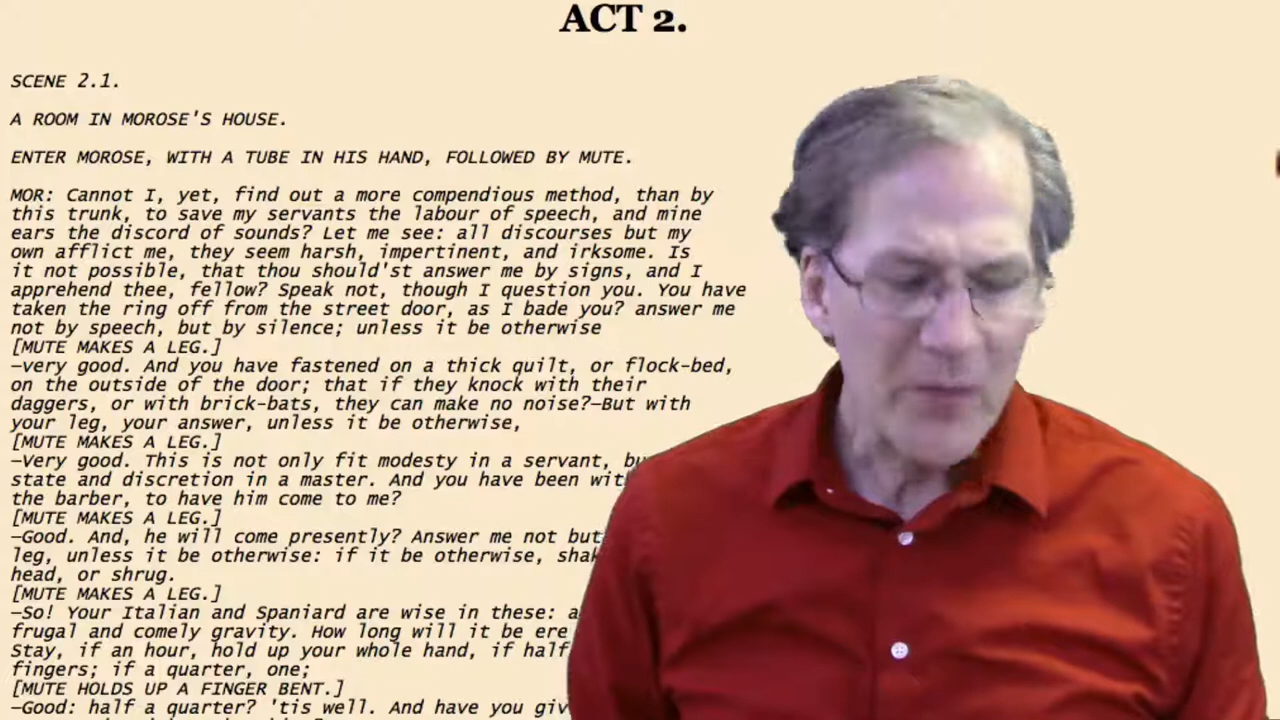 ACT 2.
SCENE 2.1.
A ROOM IN MOROSE'S HOUSE.
ENTER MOROSE, WITH A TUBE IN HIS HAND, FOLLOWED BY MUTE.
MOR: Cannot I, yet, find out a more compendious method, than by
this trunk, to save my servants the labour of speech, and mine
ears the discord of sounds? Let me see: all discourses but my
own afflict me, they seem harsh, impertinent, and irksome. Is
it not possible, that thou should'st answer me by signs, and I
apprehend thee, fellow? Speak not, though I question you. You have
taken the ring off from the street door, as I bade you? answer me
not by speech, but by silence; unless it be otherwise
[MUTE MAKES A LEG.]
—very good. And you have fastened on a thick quilt, or flock-bed,
on the outside of the door; that if they knock with their
daggers, or with brick-bats, they can make no noise?—But with
your leg, your answer, unless it be otherwise,
[MUTE MAKES A LEG.]
—Very good. This is not only fit modesty in a servant,
state and discretion in a master. And you have been
the barber, to have him come to me?
[MUTE MAKES A LEG.]
—Good. And, he will come presently? Answer me not but
leg, unless it be otherwise: if it be otherwise,
head, or shrug.
[MUTE MAKES A LEG.]
—So! Your Italian and Spaniard are wise in these:
frugal and comely gravity. How long will it be ere
Stay, if an hour, hold up your whole hand, if half
fingers; if a quarter, one;
[MUTE HOLDS UP A FINGER BENT.]
—Good: half a quarter? 'tis well. And have you